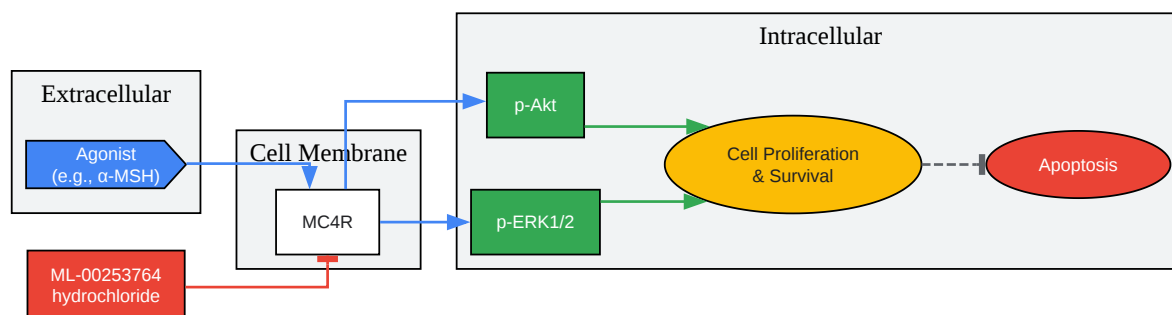 Extracellular
Agonist
(e.g., α-MSH)
ML-00253764
hydrochloride
Cell Membrane
MC4R
Intracellular
p-Akt
p-ERK1/2
Cell Proliferation
& Survival
Apoptosis